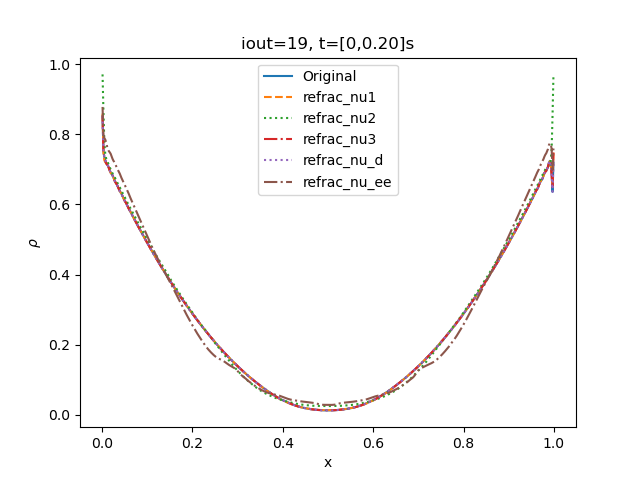 iout=19, t=[0,0.20]s
Original
refrac_nu1
refrac_nu2
refrac_nu3
refrac_nu_d
refrac_nu_ee
1.0
0.8
0.6
0.4
0.2
0.0
ρ
0.0 0.2 0.4 0.6 0.8 1.0
x